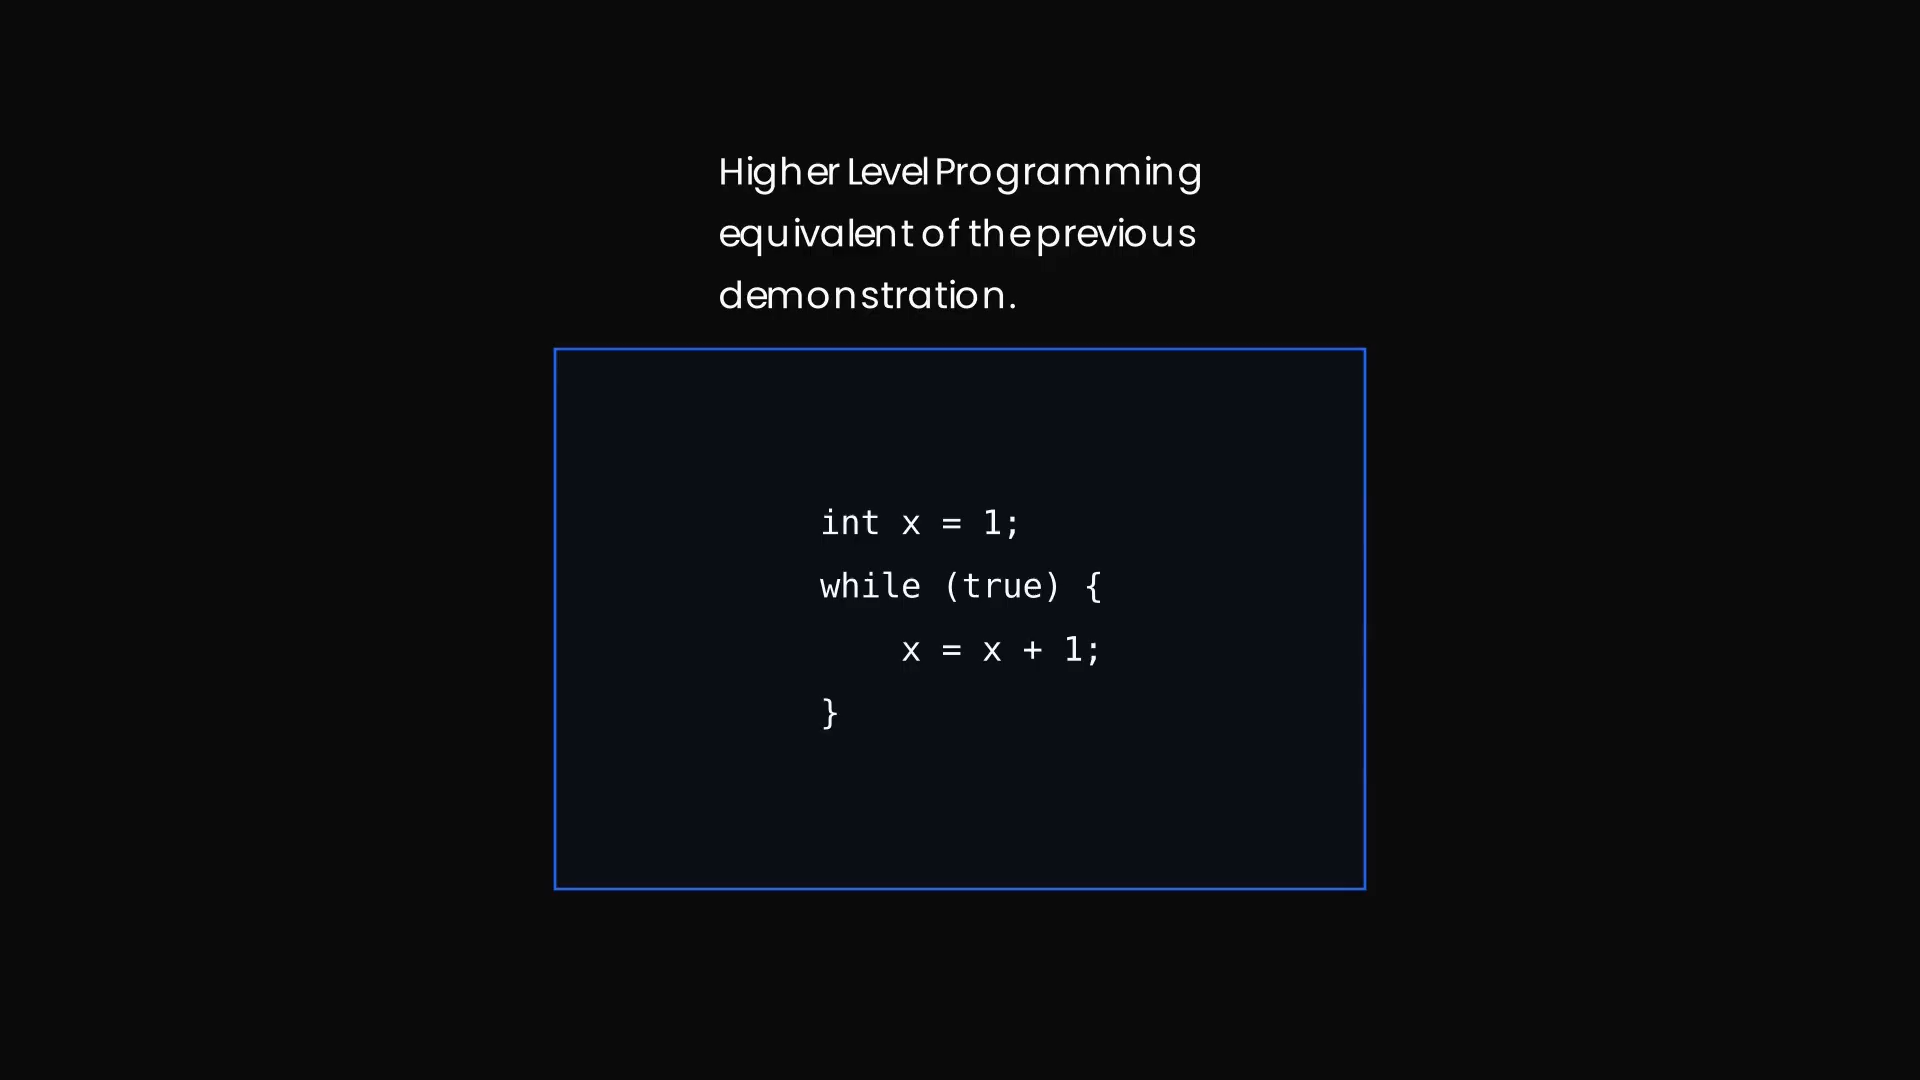 Higher Level Programming
equivalent of the previous
demonstration.
int x = 1;
while (true) {
    x = x + 1;
}